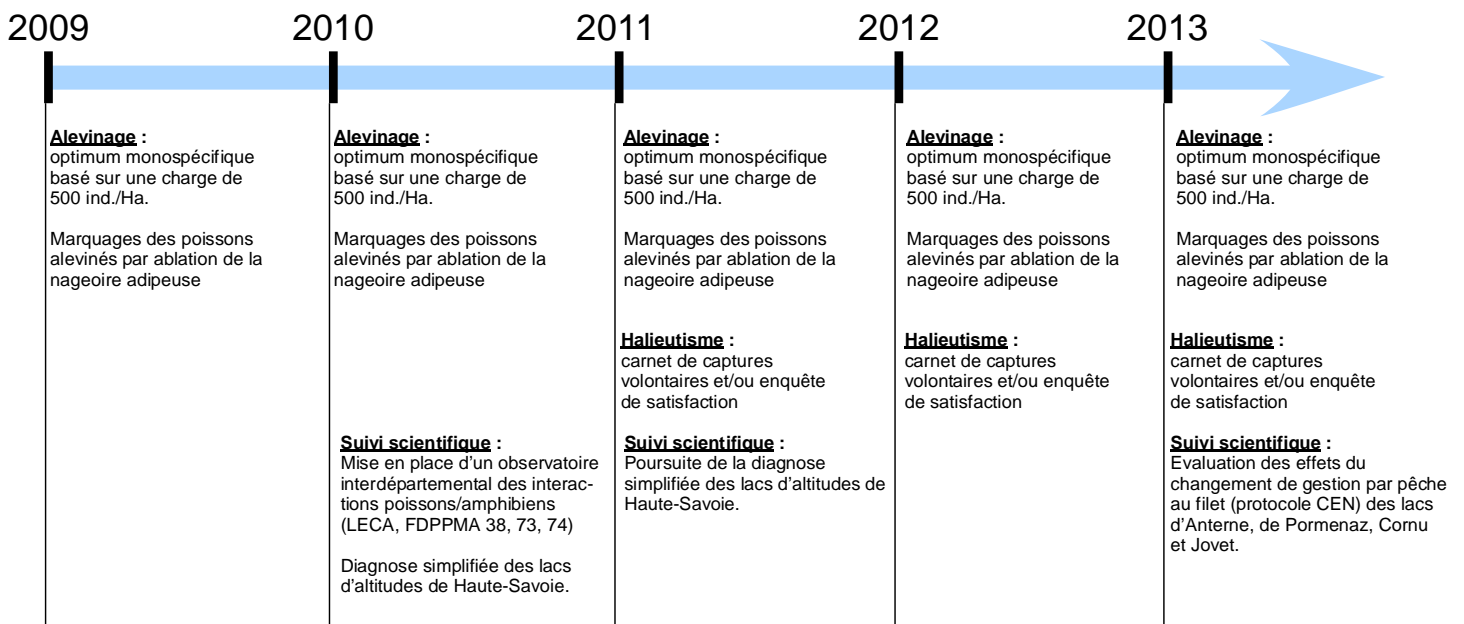 2009
2010
2011
2012
2013
Alevinage :
optimum monospécifique
basé sur une charge de
500 ind./Ha.
Marquages des poissons
alevinés par ablation de la
nageoire adipeuse
Alevinage :
optimum monospécifique
basé sur une charge de
500 ind./Ha.
Marquages des poissons
alevinés par ablation de la
nageoire adipeuse
Suivi scientifique :
Mise en place d'un observatoire
interdépartemental des interac-
tions poissons/amphibiens
(LECA, FDPPMA 38, 73, 74)
Diagnose simplifiée des lacs
d'altitudes de Haute-Savoie.
Alevinage :
optimum monospécifique
basé sur une charge de
500 ind./Ha.
Marquages des poissons
alevinés par ablation de la
nageoire adipeuse
Halieutisme :
carnet de captures
volontaires et/ou enquête
de satisfaction
Suivi scientifique :
Poursuite de la diagnose
simplifiée des lacs d'altitudes de
Haute-Savoie.
Alevinage :
optimum monospécifique
basé sur une charge de
500 ind./Ha.
Marquages des poissons
alevinés par ablation de la
nageoire adipeuse
Halieutisme :
carnet de captures
volontaires et/ou enquête
de satisfaction
Alevinage :
optimum monospécifique
basé sur une charge de
500 ind./Ha.
Marquages des poissons
alevinés par ablation de la
nageoire adipeuse
Halieutisme :
carnet de captures
volontaires et/ou enquête
de satisfaction
Suivi scientifique :
Evaluation des effets du
changement de gestion par pêche
au filet (protocole CEN) des lacs
d'Anterne, de Pormenaz, Cornu
et Jovet.